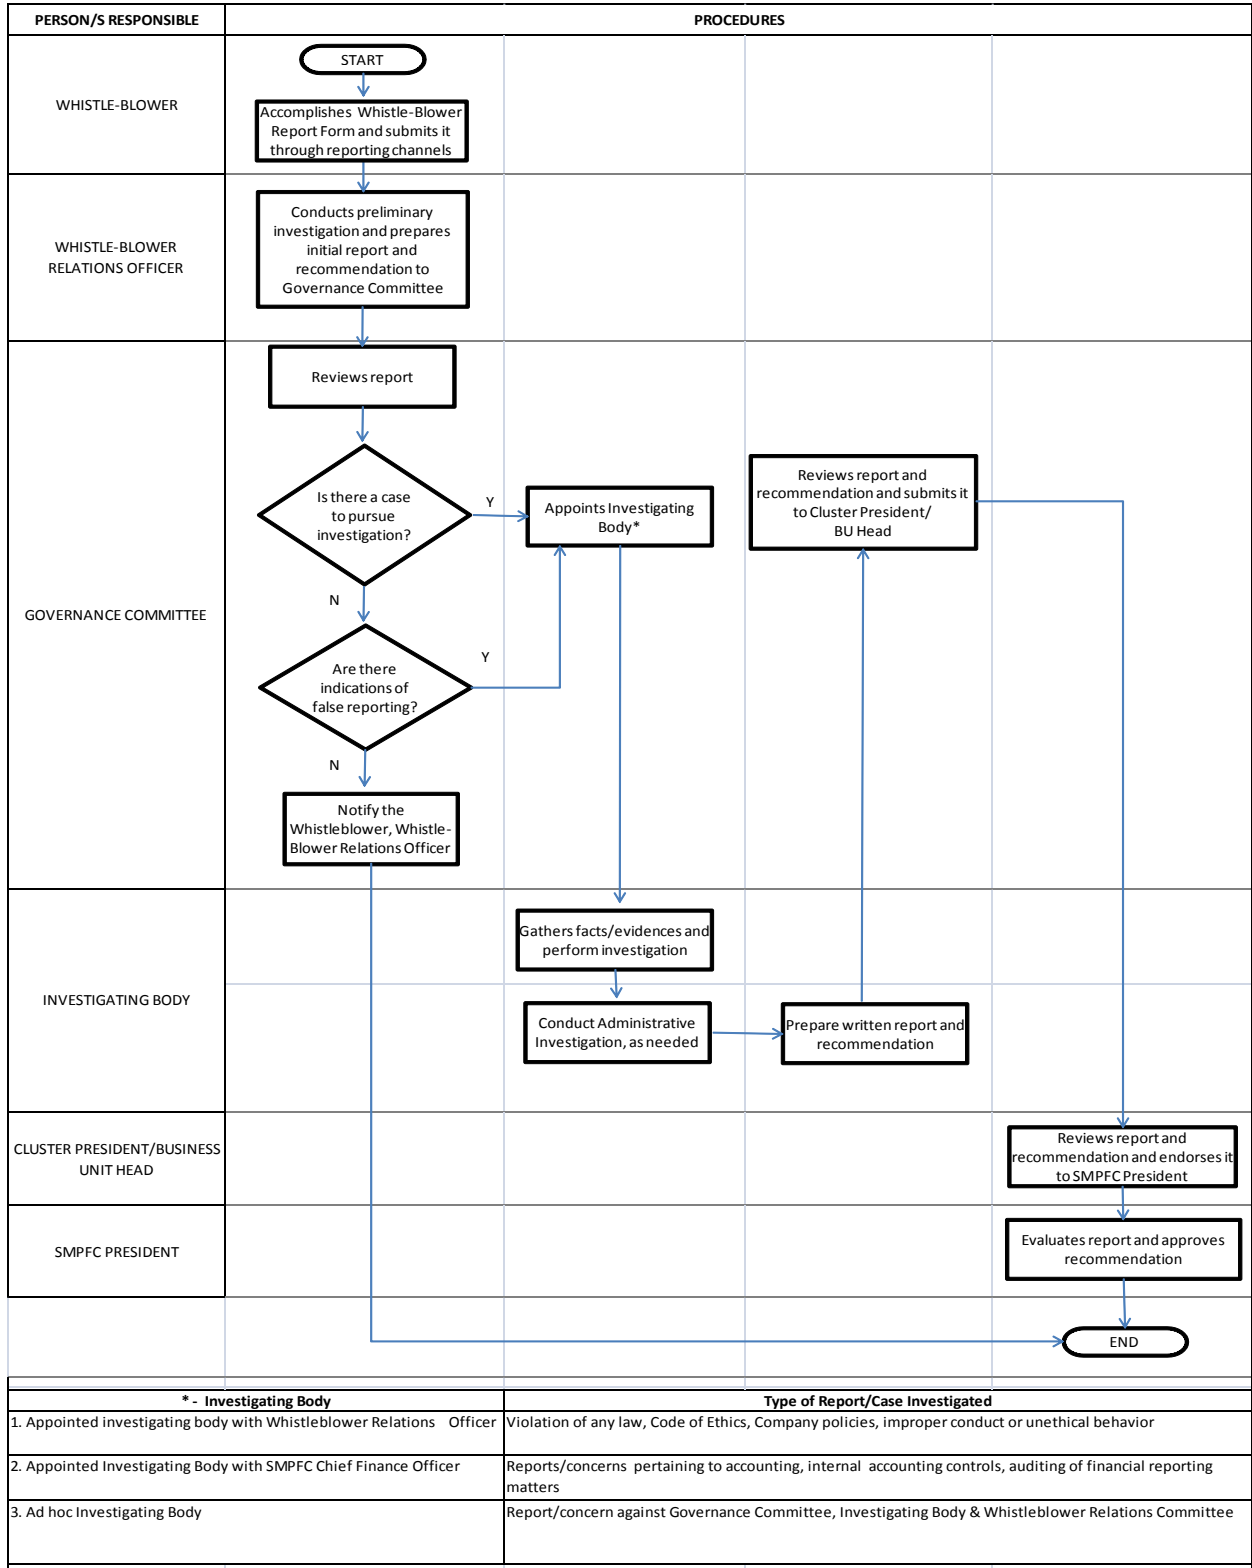 PERSON/S RESPONSIBLE
PROCEDURES
START
WHISTLE-BLOWER
Accomplishes Whistle-Blower
Report Form and submits it
through reporting channels
WHISTLE-BLOWER
RELATIONS OFFICER
Conducts preliminary
investigation and prepares
initial report and
recommendation to
Governance Committee
GOVERNANCE COMMITTEE
Reviews report
Is there a case
to pursue
investigation?
Y
N
Appoints Investigating
Body*
Reviews report and
recommendation and submits it
to Cluster President/
BU Head
Are there
indications of
false reporting?
Y
N
Notify the
Whistleblower, Whistle-
Blower Relations Officer
INVESTIGATING BODY
Gathers facts/evidences and
perform investigation
Conduct Administrative
Investigation, as needed
Prepare written report and
recommendation
CLUSTER PRESIDENT/BUSINESS
UNIT HEAD
Reviews report and
recommendation and endorses it
to SMPFC President
SMPFC PRESIDENT
Evaluates report and approves
recommendation
END
* - Investigating Body
Type of Report/Case Investigated
1. Appointed investigating body with Whistleblower Relations Officer
Violation of any law, Code of Ethics, Company policies, improper conduct or unethical behavior
2. Appointed Investigating Body with SMPFC Chief Finance Officer
Reports/concerns pertaining to accounting, internal accounting controls, auditing of financial reporting
matters
3. Ad hoc Investigating Body
Report/concern against Governance Committee, Investigating Body & Whistleblower Relations Committee